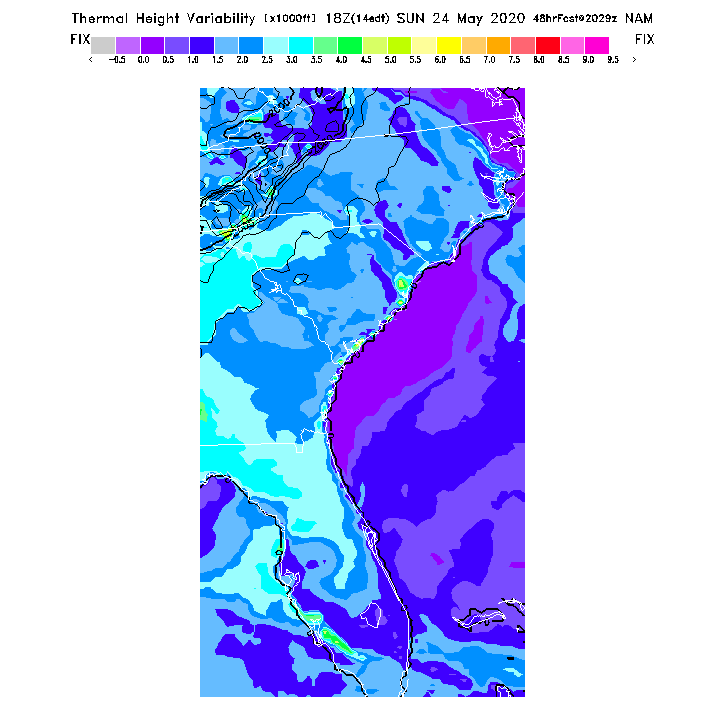 Thermal Height Variability [x1000ft] 18Z(14edt) SUN 24 May 2020 48hrFcst@2029z NAM
FIX FIX
< -0.5 0.0 0.5 1.0 1.5 2.0 2.5 3.0 3.5 4.0 4.5 5.0 5.5 6.0 6.5 7.0 7.5 8.0 8.5 9.0 9.5 >
2000